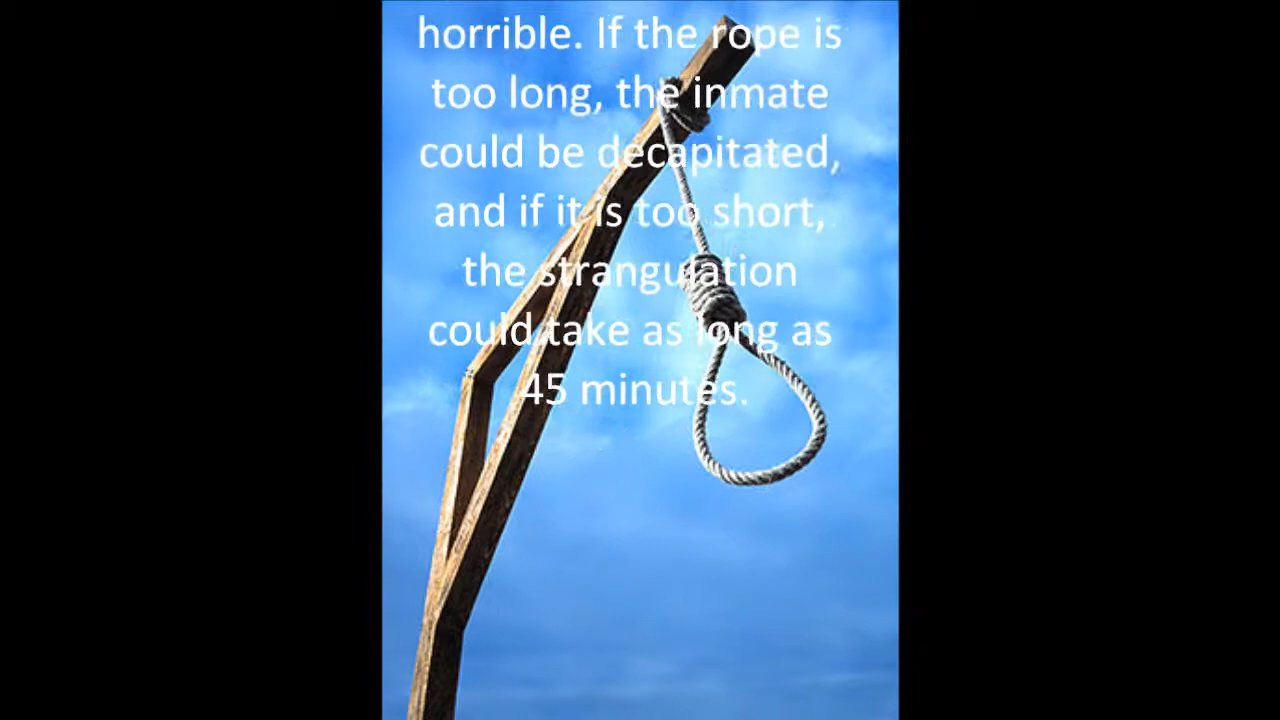 horrible. If the rope is
too long, the inmate
could be decapitated,
and if it is too short,
the strangulation
could take as long as
45 minutes.